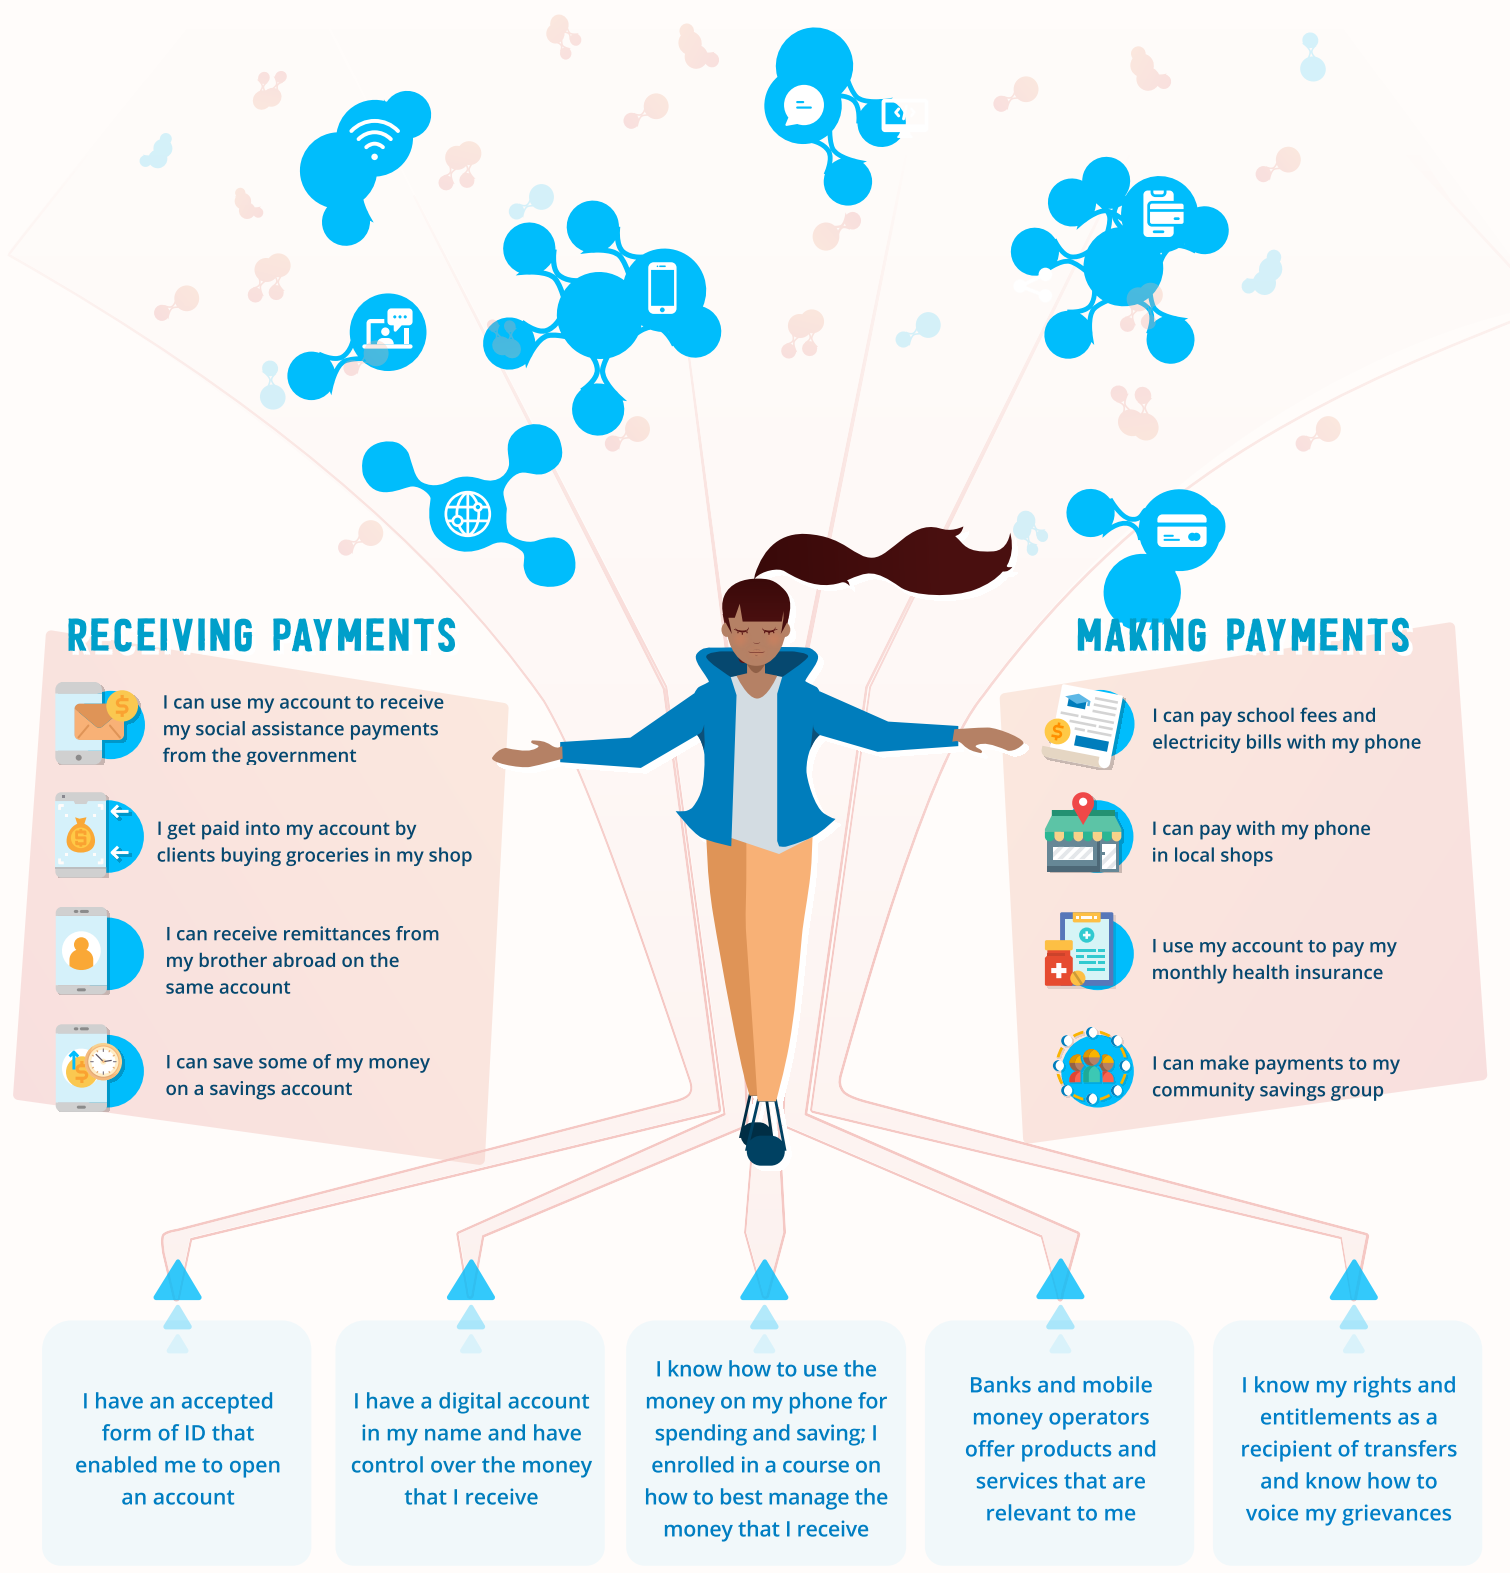 RECEIVING PAYMENTS
I can use my account to receive
my social assistance payments
from the government
I get paid into my account by
clients buying groceries in my shop
I can receive remittances from
my brother abroad on the
same account
I can save some of my money
on a savings account
MAKING PAYMENTS
I can pay school fees and
electricity bills with my phone
I can pay with my phone
in local shops
I use my account to pay my
monthly health insurance
I can make payments to my
community savings group
I have an accepted
form of ID that
enabled me to open
an account
I have a digital account
in my name and have
control over the money
that I receive
I know how to use the
money on my phone for
spending and saving; I
enrolled in a course on
how to best manage the
money that I receive
Banks and mobile
money operators
offer products and
services that are
relevant to me
I know my rights and
entitlements as a
recipient of transfers
and know how to
voice my grievances